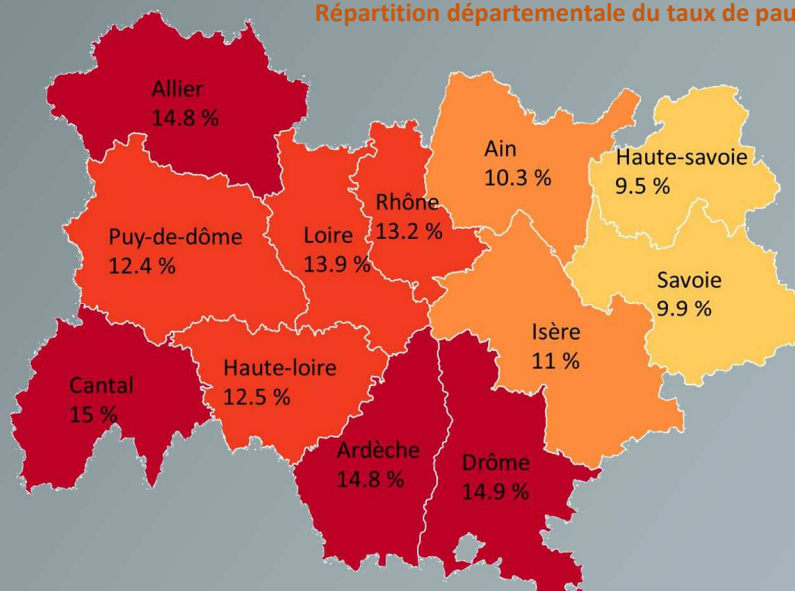 Répartition départementale du taux de
Allier
14.8 %
Ain
10.3 %
Haute-savoie
9.5 %
Rhône
13.2 %
Puy-de-dôme
12.4 %
Loire
13.9 %
Savoie
9.9 %
Isère
11 %
Haute-loire
12.5 %
Cantal
15 %
Ardèche
14.8 %
Drôme
14.9 %